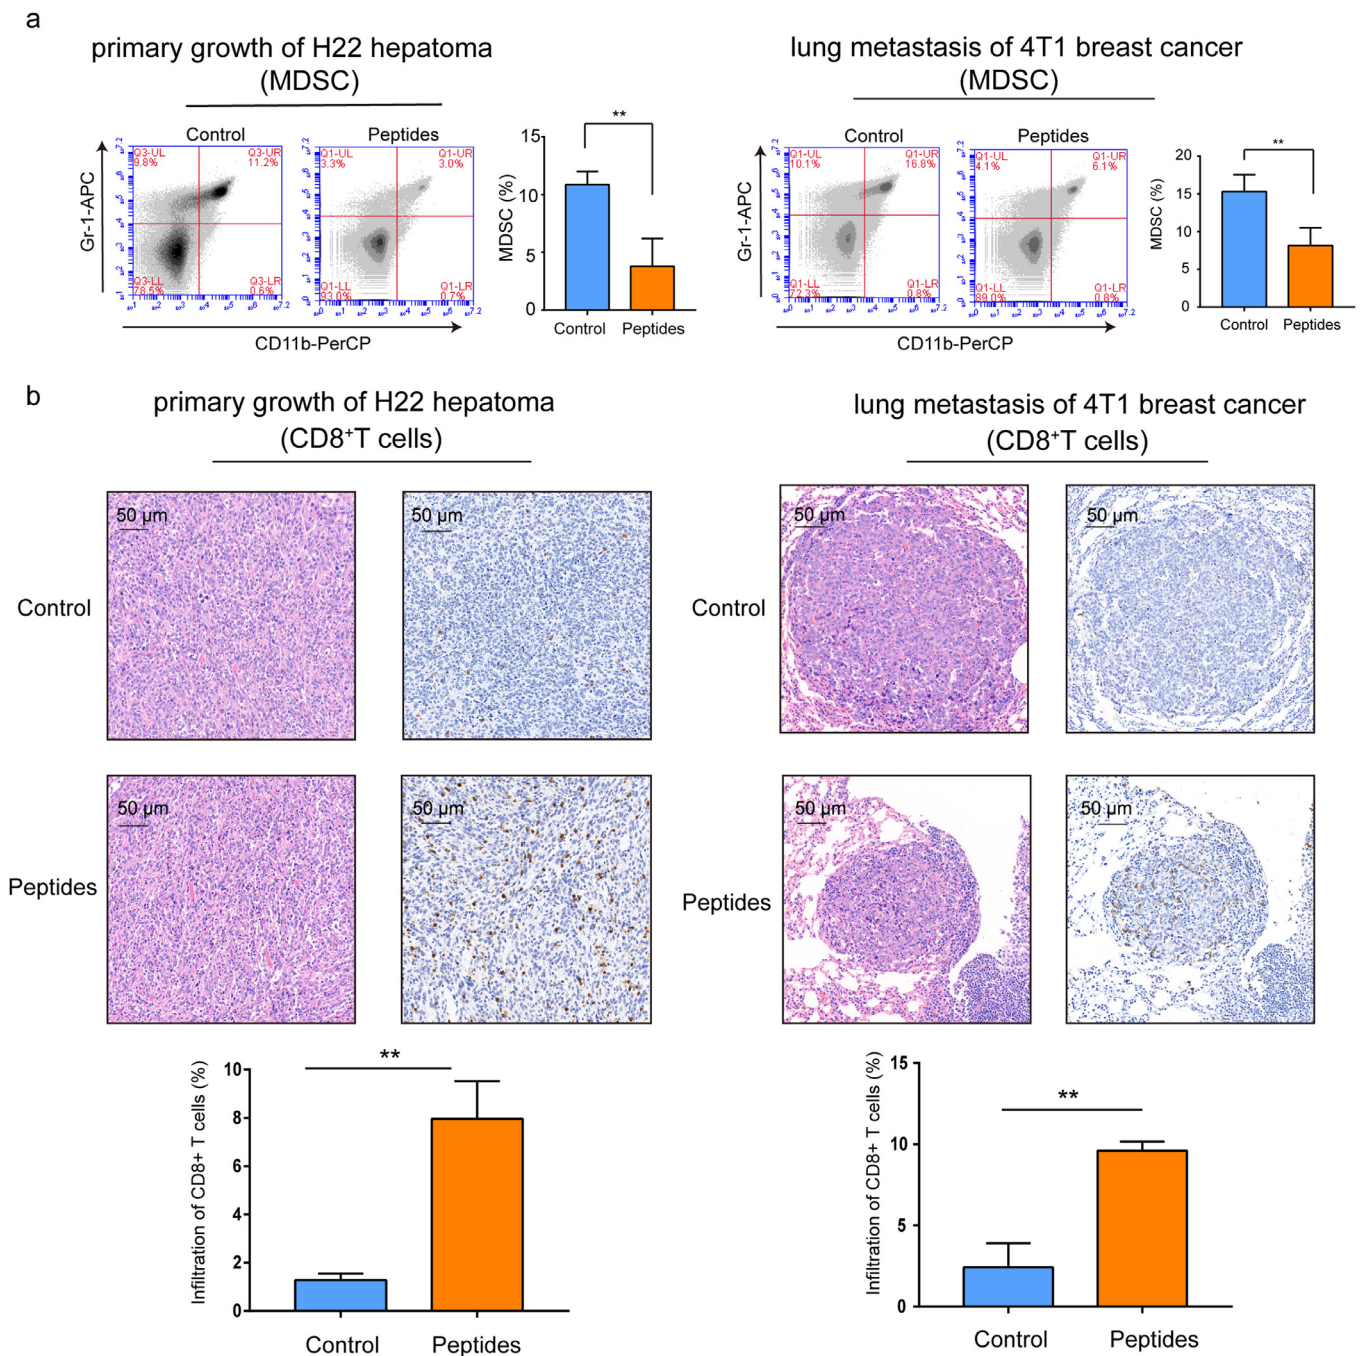 a
primary growth of H22 hepatoma
(MDSC)
Control
Peptides
Gr-1-APC
Q3-UL
9.8%
Q3-UR
11.2%
Q3-LL
78.5%
Q3-LR
0.6%
Q1-UL
3.3%
Q1-UR
3.0%
Q1-LL
93.0%
Q1-LR
0.7%
CD11b-PerCP
MDSC (%)
15
10
5
0
**
Control
Peptides
lung metastasis of 4T1 breast cancer
(MDSC)
Control
Peptides
Gr-1-APC
Q1-UL
10.1%
Q1-UR
16.8%
Q1-LL
72.3%
Q1-LR
0.8%
Q1-UL
4.1%
Q1-UR
6.1%
Q1-LL
89.0%
Q1-LR
0.8%
CD11b-PerCP
MDSC (%)
20
15
10
5
0
**
Control
Peptides
b
primary growth of H22 hepatoma
(CD8⁺T cells)
lung metastasis of 4T1 breast cancer
(CD8⁺T cells)
Control
50 µm
50 µm
Control
50 µm
50 µm
Peptides
50 µm
50 µm
Peptides
50 µm
50 µm
Infiltration of CD8+ T cells (%)
10
8
6
4
2
0
**
Control
Peptides
Infiltration of CD8+ T cells (%)
15
10
5
0
**
Control
Peptides